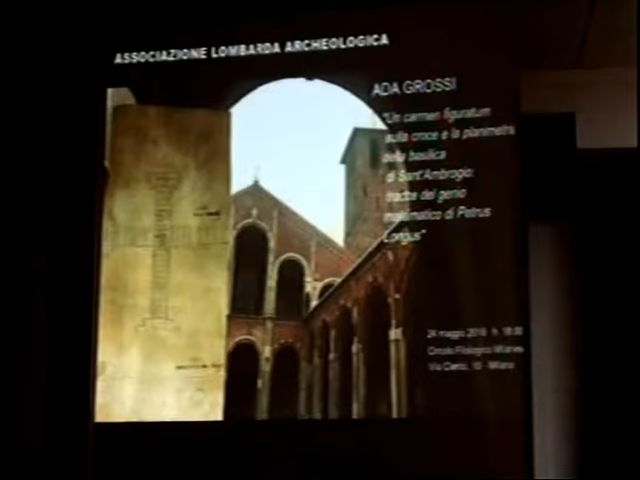 ASSOCIAZIONE LOMBARDA ARCHEOLOGICA
ADA GROSSI
"Un carmen figuratum
sulla croce e la planimetria
della basilica
di Sant'Ambrogio:
tracce del genio
matematico di Petrus
Longus"
24 maggio 2018 h. 18.00
Circolo Filologico Milanese
Via Clerici, 10 - Milano